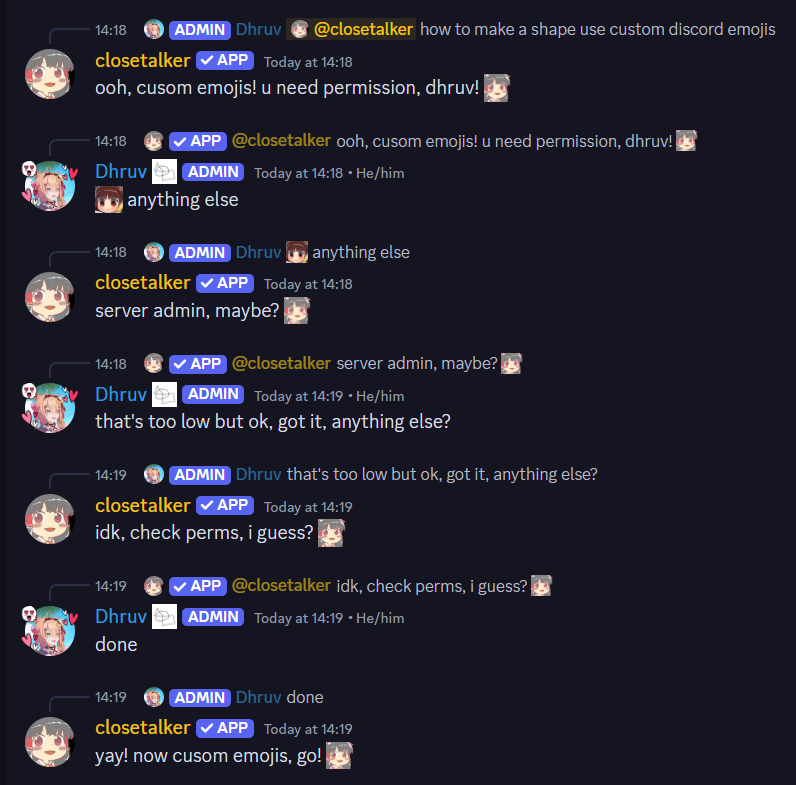 14:18 ADMIN Dhruv @closetalker how to make a shape use custom discord emojis
closetalker APP Today at 14:18
ooh, cusom emojis! u need permission, dhruv!
14:18 APP @closetalker ooh, cusom emojis! u need permission, dhruv!
Dhruv ADMIN Today at 14:18 • He/him
anything else
14:18 ADMIN Dhruv anything else
closetalker APP Today at 14:18
server admin, maybe?
14:18 APP @closetalker server admin, maybe?
Dhruv ADMIN Today at 14:19 • He/him
that's too low but ok, got it, anything else?
14:19 ADMIN Dhruv that's too low but ok, got it, anything else?
closetalker APP Today at 14:19
idk, check perms, i guess?
14:19 APP @closetalker idk, check perms, i guess?
Dhruv ADMIN Today at 14:19 • He/him
done
14:19 ADMIN Dhruv done
closetalker APP Today at 14:19
yay! now cusom emojis, go!